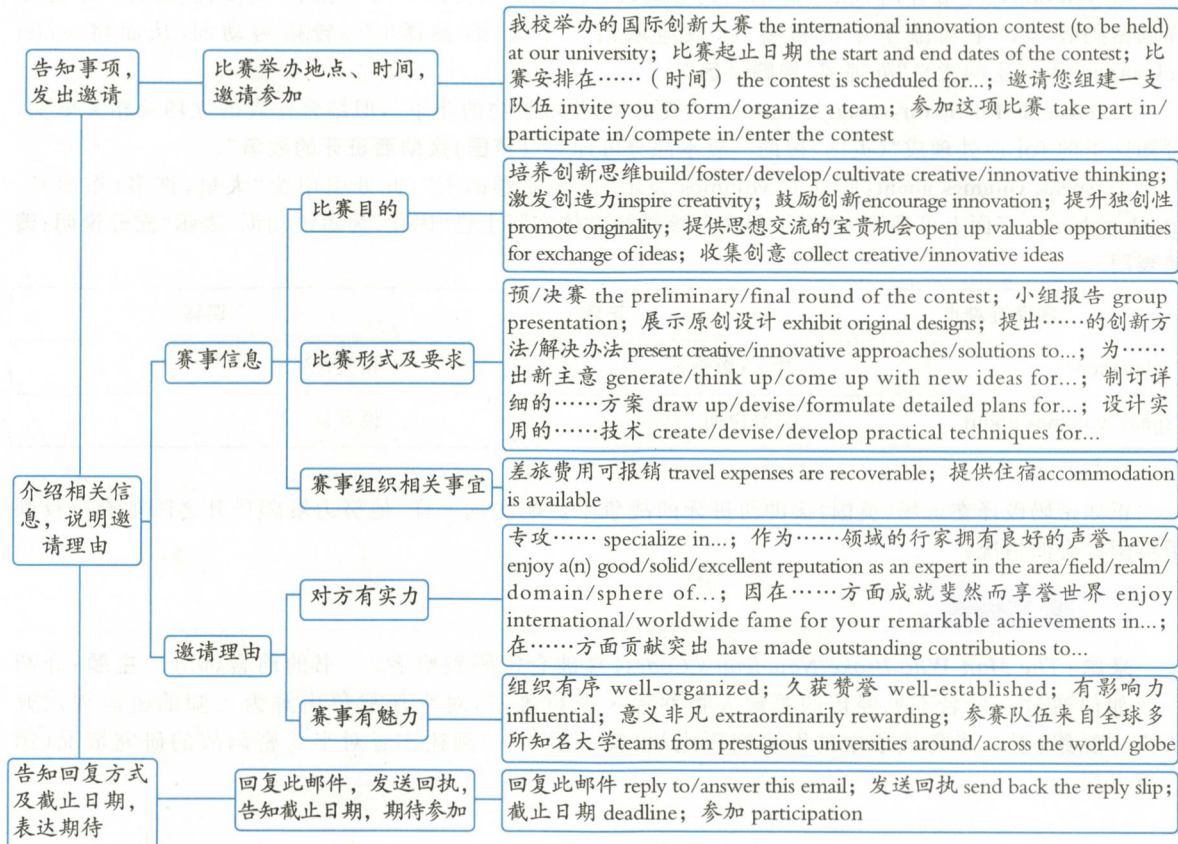 告知事项，
发出邀请
比赛举办地点、时间，
邀请参加
我校举办的国际创新大赛 the international innovation contest (to be held)
at our university；比赛起止日期 the start and end dates of the contest；比
赛安排在……（时间）the contest is scheduled for...；邀请您组建一支
队伍 invite you to form/organize a team；参加这项比赛 take part in/
participate in/compete in/enter the contest
介绍相关信
息，说明邀
请理由
赛事信息
比赛目的
培养创新思维build/foster/develop/cultivate creative/innovative thinking；
激发创造力inspire creativity；鼓励创新encourage innovation；提升独创性
promote originality；提供思想交流的宝贵机会open up valuable opportunities
for exchange of ideas；收集创意 collect creative/innovative ideas
比赛形式及要求
预/决赛 the preliminary/final round of the contest；小组报告 group
presentation；展示原创设计 exhibit original designs；提出……的创新方
法/解决办法 present creative/innovative approaches/solutions to...；为……
出新主意 generate/think up/come up with new ideas for...；制订详
细的……方案 draw up/devise/formulate detailed plans for...；设计实
用的……技术 create/devise/develop practical techniques for...
赛事组织相关事宜
差旅费用可报销 travel expenses are recoverable；提供住宿accommodation
is available
邀请理由
对方有实力
专攻…… specialize in...；作为……领域的行家拥有良好的声誉 have/
enjoy a(n) good/solid/excellent reputation as an expert in the area/field/realm/
domain/sphere of...；因在……方面成就斐然而享誉世界 enjoy
international/worldwide fame for your remarkable achievements in...；
在……方面贡献突出 have made outstanding contributions to...
赛事有魅力
组织有序 well-organized；久获赞誉 well-established；有影响力
influential；意义非凡 extraordinarily rewarding；参赛队伍来自全球多
所知名大学teams from prestigious universities around/across the world/globe
告知回复方式
及截止日期，
表达期待
回复此邮件，发送回执，
告知截止日期，期待参加
回复此邮件 reply to/answer this email；发送回执 send back the reply slip；
截止日期 deadline；参加 participation